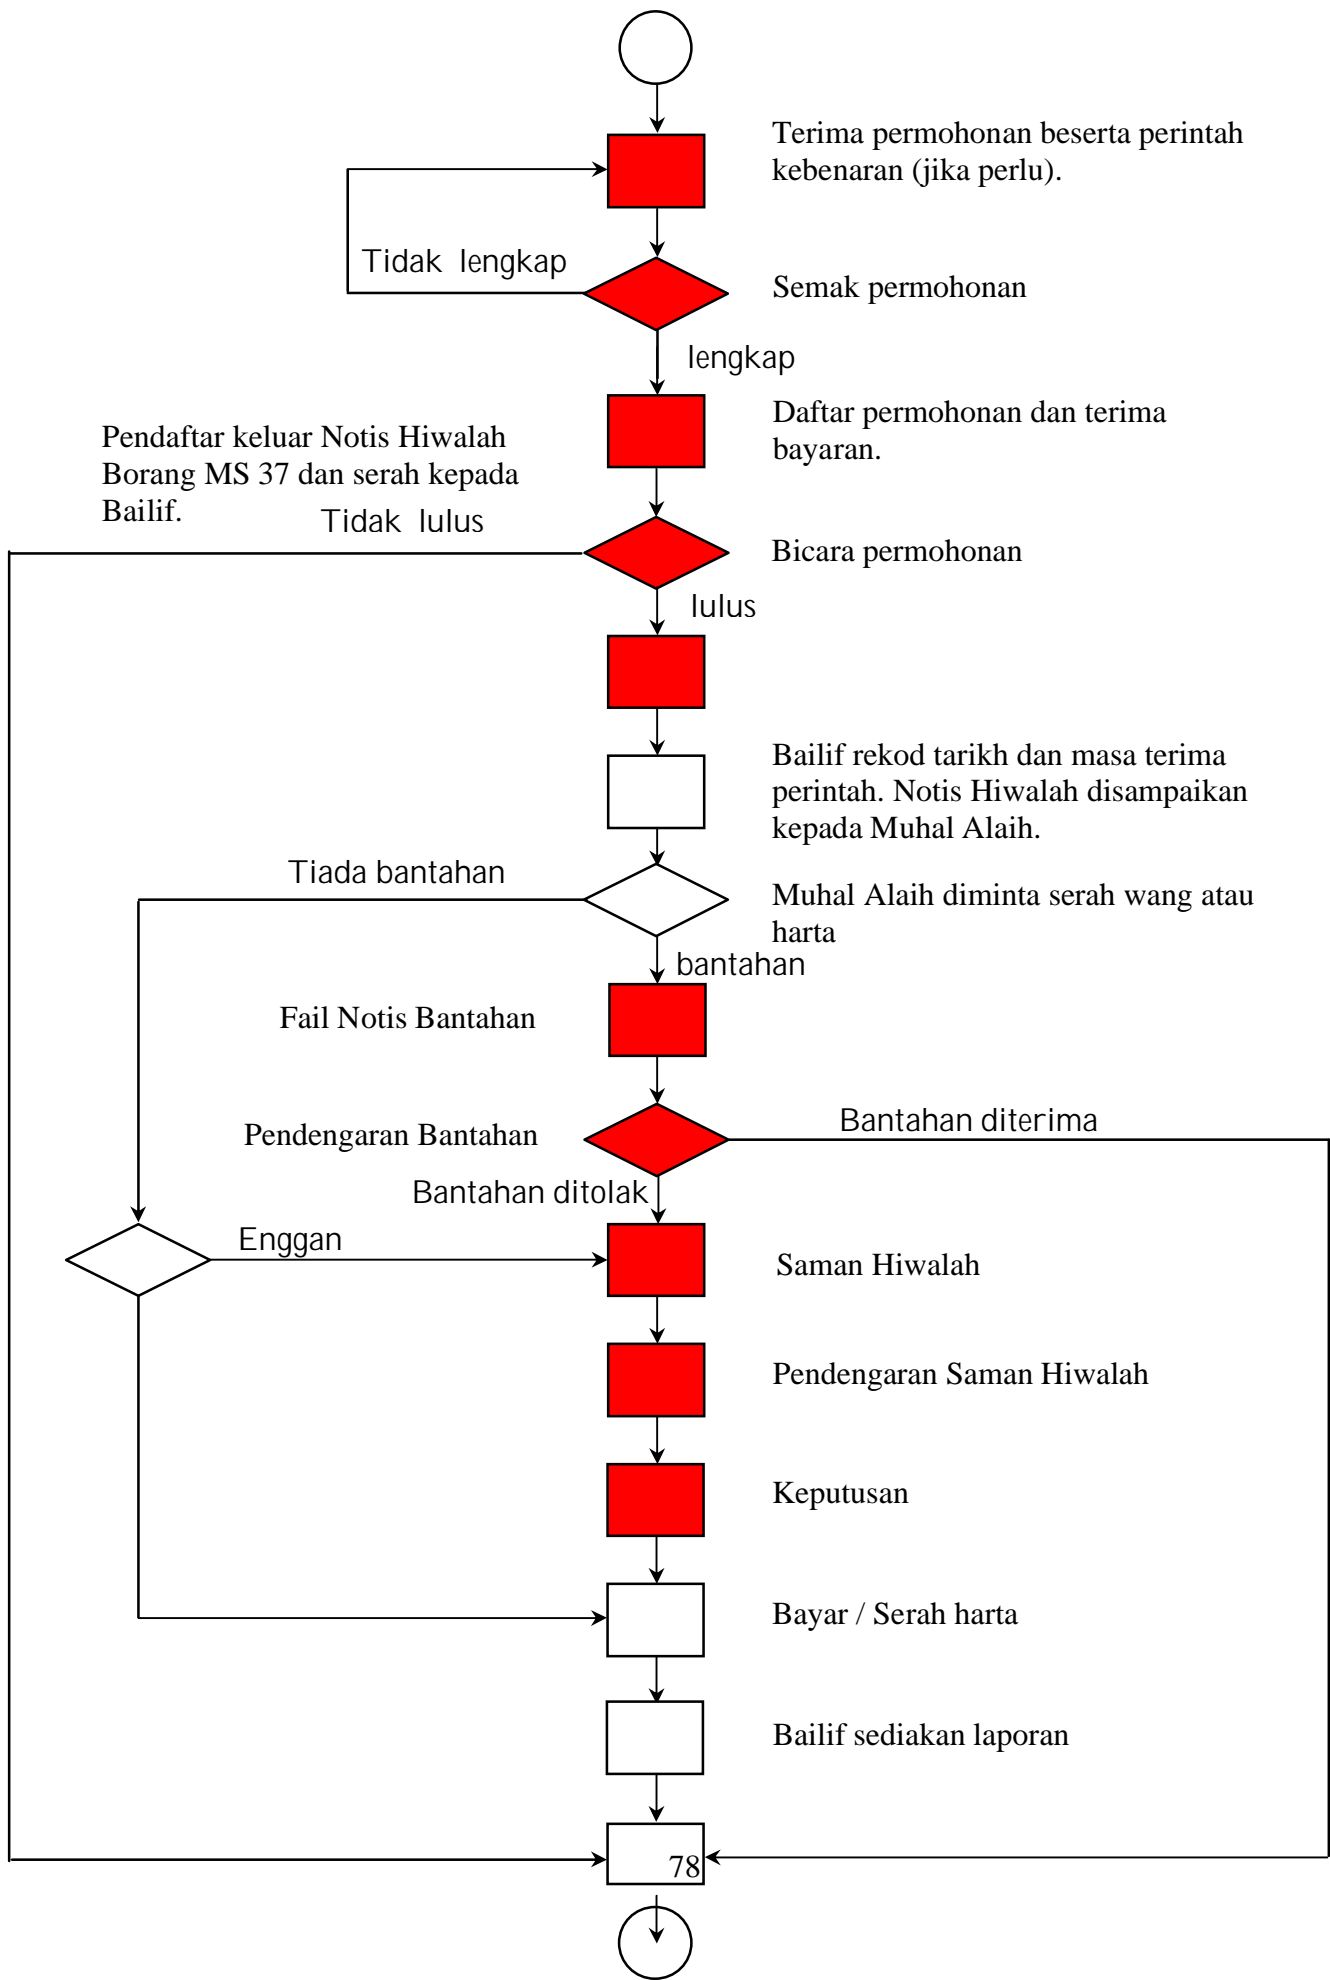 Terima permohonan beserta perintah
kebenaran (jika perlu).
Tidak lengkap
Semak permohonan
lengkap
Daftar permohonan dan terima
bayaran.
Pendaftar keluar Notis Hiwalah
Borang MS 37 dan serah kepada
Bailif.
Tidak lulus
Bicara permohonan
lulus
Bailif rekod tarikh dan masa terima
perintah. Notis Hiwalah disampaikan
kepada Muhal Alaih.
Tiada bantahan
Muhal Alaih diminta serah wang atau
harta
bantahan
Fail Notis Bantahan
Pendengaran Bantahan
Bantahan diterima
Bantahan ditolak
Enggan
Saman Hiwalah
Pendengaran Saman Hiwalah
Keputusan
Bayar / Serah harta
Bailif sediakan laporan
78